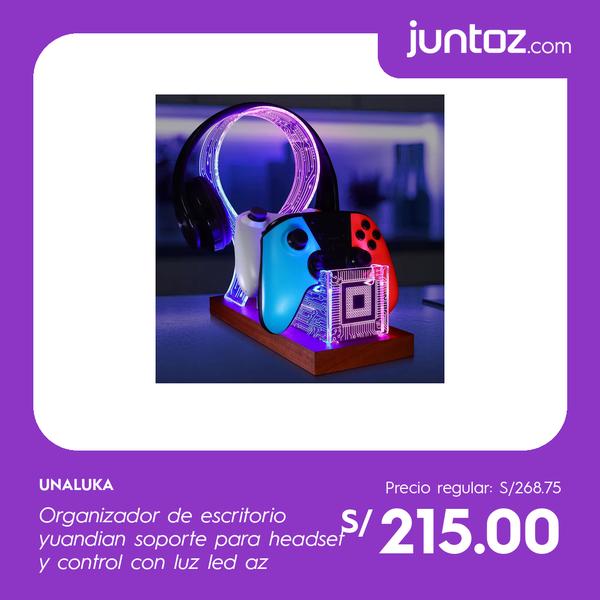 juntoz.com
UNALUKA
Organizador de escritorio
yuandian soporte para headset
y control con luz led az
Precio regular: S/268.75
S/ 215.00